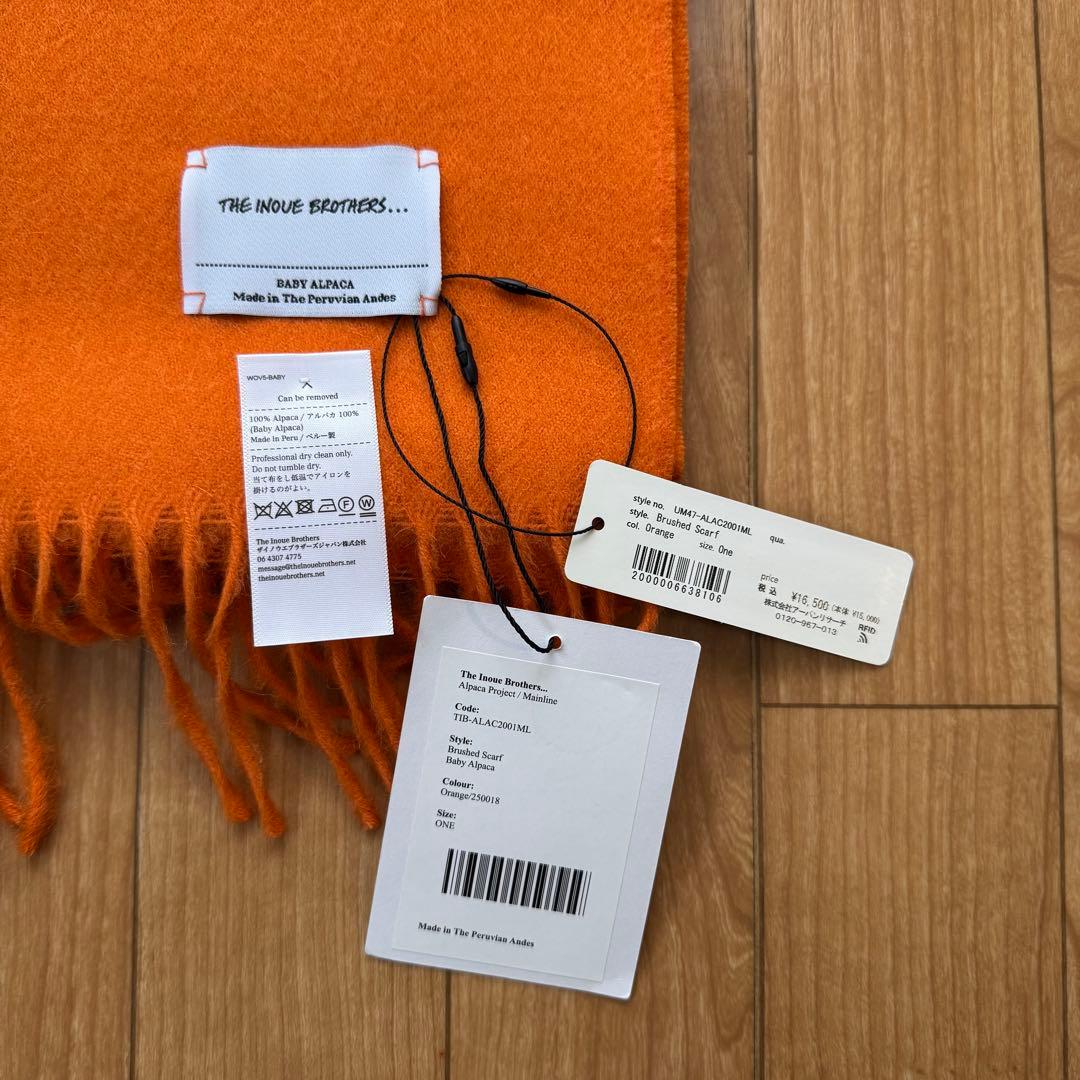 THE INOUE BROTHERS...
BABY ALPACA
Made in The Peruvian Andes
WOV5-BABY
Can be removed
100% Alpaca / アルパカ 100%
(Baby Alpaca)
Made in Peru / ペルー製
Professional dry clean only.
Do not tumble dry.
当て布をし低温でアイロンを
掛けるのがよい。
The Inoue Brothers
ザイノウエブラザーズジャパン株式会社
06 4307 4775
message@theinouebrothers.net
theinouebrothers.net
style no. UM47-ALAC2001ML
style. Brushed Scarf qua.
col. Orange size. One
2000006638106
price
税込 ¥16,500 (本体 ¥15,000)
株式会社アーバンリサーチ
0120-967-013
RFID
The Inoue Brothers...
Alpaca Project / Mainline
Code:
TIB-ALAC2001ML
Style:
Brushed Scarf
Baby Alpaca
Colour:
Orange/250018
Size:
ONE
Made in The Peruvian Andes